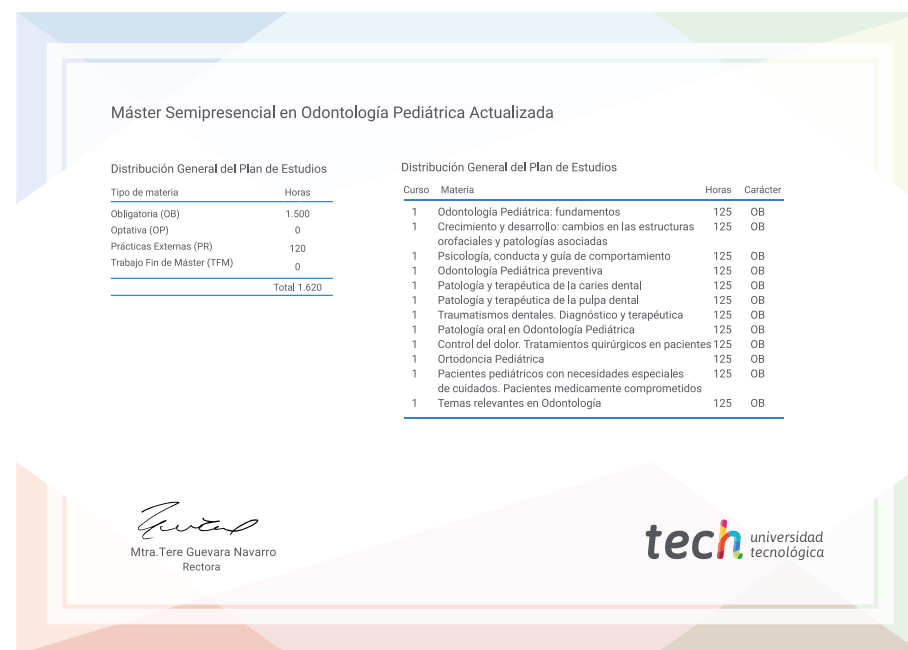 Máster Semipresencial en Odontología Pediátrica Actualizada
Distribución General del Plan de Estudios
Tipo de materia Horas
Obligatoria (OB) 1.500
Optativa (OP) 0
Prácticas Externas (PR) 120
Trabajo Fin de Máster (TFM) 0
Total 1.620
Distribución General del Plan de Estudios
Curso Materia Horas Carácter
1 Odontología Pediátrica: fundamentos 125 OB
1 Crecimiento y desarrollo: cambios en las estructuras 125 OB
orofaciales y patologías asociadas
1 Psicología, conducta y guía de comportamiento 125 OB
1 Odontología Pediátrica preventiva 125 OB
1 Patología y terapéutica de la caries dental 125 OB
1 Patología y terapéutica de la pulpa dental 125 OB
1 Traumatismos dentales. Diagnóstico y terapéutica 125 OB
1 Patología oral en Odontología Pediátrica 125 OB
1 Control del dolor. Tratamientos quirúrgicos en pacientes 125 OB
1 Ortodoncia Pediátrica 125 OB
1 Pacientes pediátricos con necesidades especiales 125 OB
de cuidados. Pacientes medicamente comprometidos
1 Temas relevantes en Odontología 125 OB
Mtra.Tere Guevara Navarro
Rectora
tech universidad
tecnológica